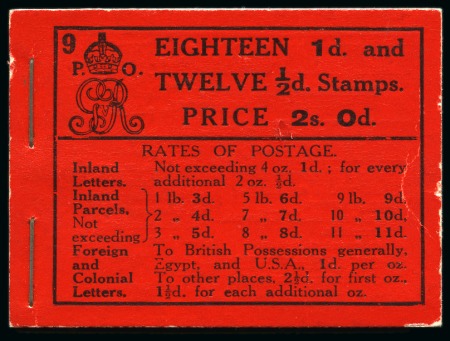 9
P. O.
GR
EIGHTEEN 1d. and
TWELVE ½d. Stamps.
PRICE 2s. 0d.
RATES OF POSTAGE.
Inland Letters. Not exceeding 4 oz. 1d. ; for every
additional 2 oz. ½d.
Inland Parcels, Not exceeding
1 lb. 3d. 5 lb. 6d. 9 lb. 9d.
2 „ 4d. 7 „ 7d. 10 „ 10d,
3 „ 5d. 8 „ 8d. 11 „ 11d.
Foreign and Colonial Letters. To British Possessions generally,
Egypt. and U.S.A., 1d. per oz.
To other places, 2½d. for first oz..
1½d. for each additional oz.